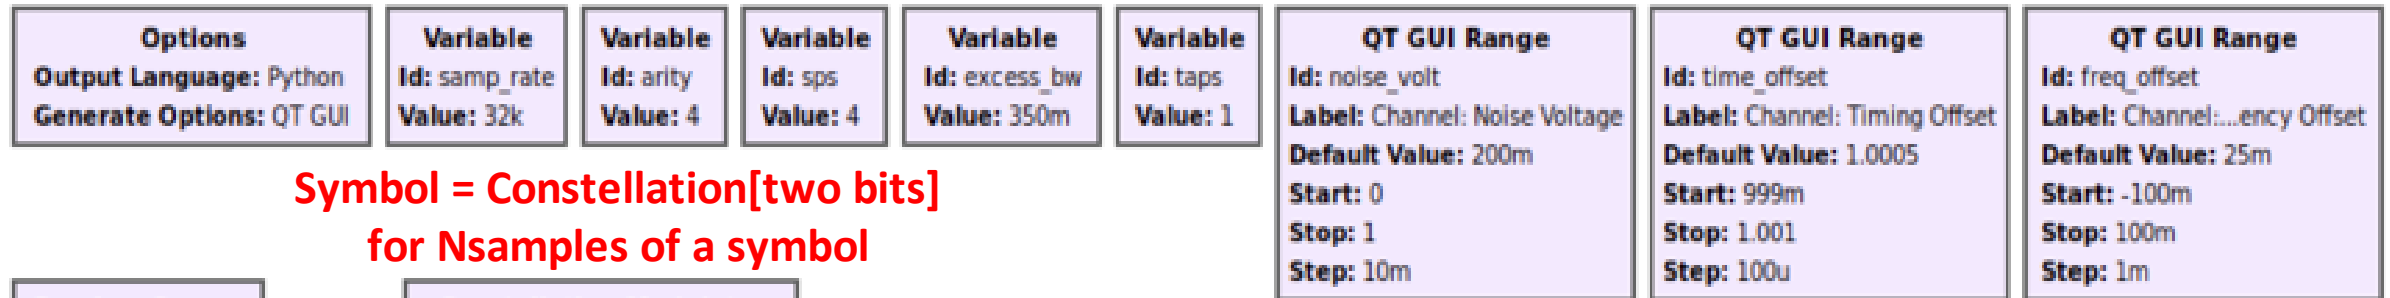 Options
Output Language: Python
Generate Options: QT GUI
Variable
Id: samp_rate
Value: 32k
Variable
Id: arity
Value: 4
Variable
Id: sps
Value: 4
Variable
Id: excess_bw
Value: 350m
Variable
Id: taps
Value: 1
QT GUI Range
Id: noise_volt
Label: Channel: Noise Voltage
Default Value: 200m
Start: 0
Stop: 1
Step: 10m
QT GUI Range
Id: time_offset
Label: Channel: Timing Offset
Default Value: 1.0005
Start: 999m
Stop: 1.001
Step: 100u
QT GUI Range
Id: freq_offset
Label: Channel:...ency Offset
Default Value: 25m
Start: -100m
Stop: 100m
Step: 1m
Symbol = Constellation[two bits]
for Nsamples of a symbol